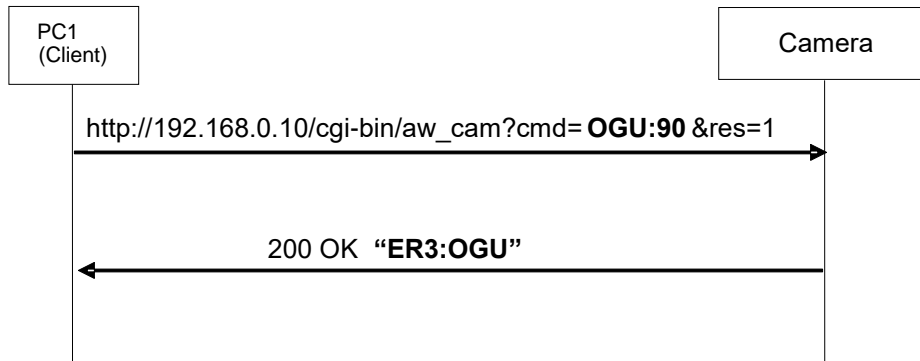 PC1
(Client)
Camera
http://192.168.0.10/cgi-bin/aw_cam?cmd= OGU:90 &res=1
200 OK “ER3:OGU”